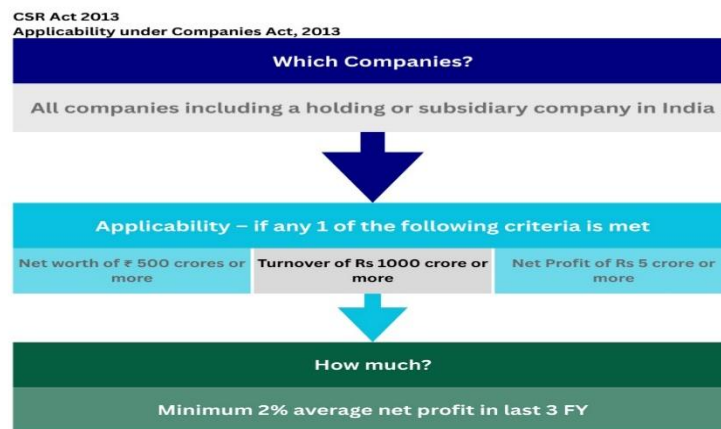 CSR Act 2013
Applicability under Companies Act, 2013
Which Companies?
All companies including a holding or subsidiary company in India
Applicability – if any 1 of the following criteria is met
Net worth of ₹ 500 crores or
more
Turnover of Rs 1000 crore or
more
Net Profit of Rs 5 crore or
more
How much?
Minimum 2% average net profit in last 3 FY